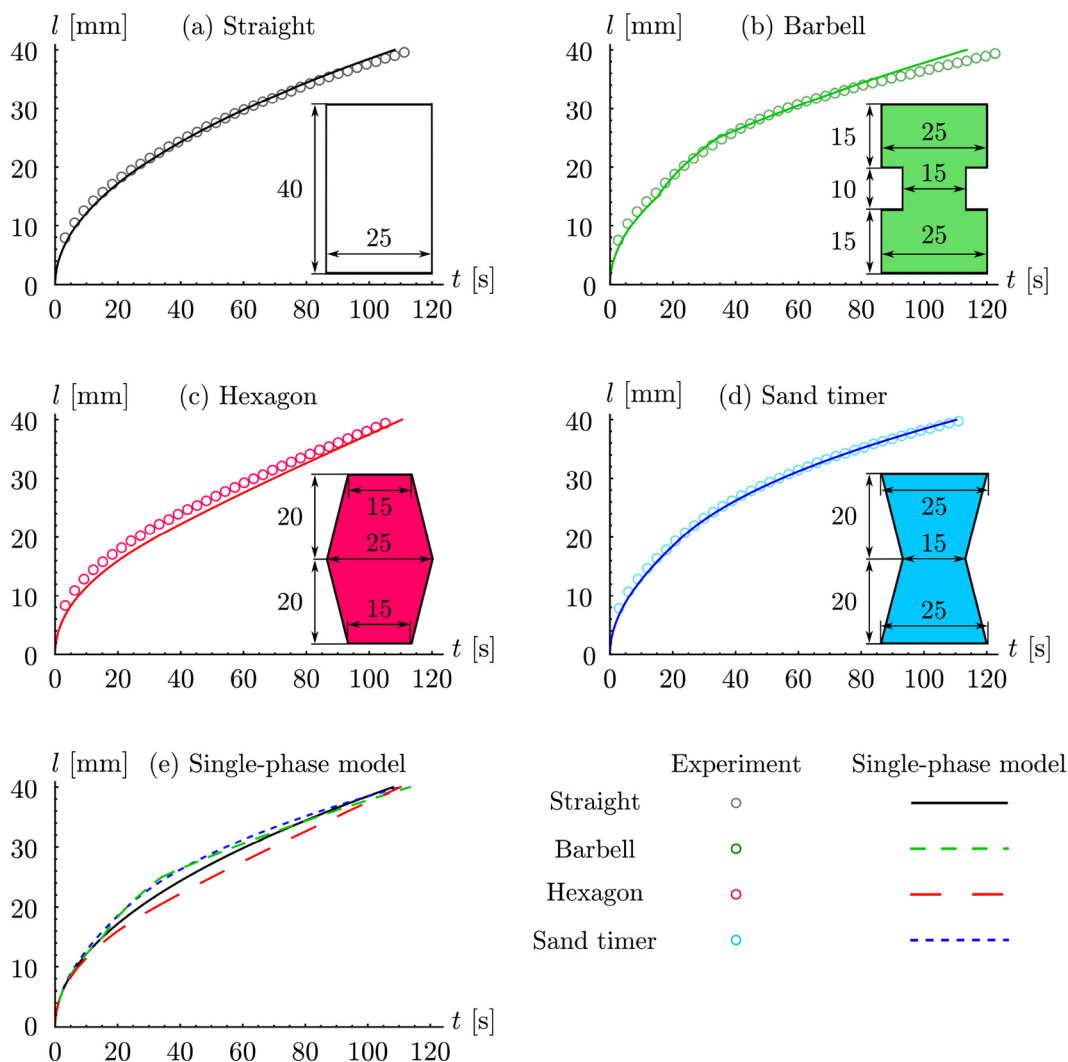 l [mm] (a) Straight
40
30
20
10
0
40
25
t [s]
0 20 40 60 80 100 120
l [mm] (b) Barbell
40
30
20
10
0
15
10
15
25
15
25
t [s]
0 20 40 60 80 100 120
l [mm] (c) Hexagon
40
30
20
10
0
20
20
15
25
15
t [s]
0 20 40 60 80 100 120
l [mm] (d) Sand timer
40
30
20
10
0
20
20
25
15
25
t [s]
0 20 40 60 80 100 120
l [mm] (e) Single-phase model
40
30
20
10
0
t [s]
0 20 40 60 80 100 120
Experiment Single-phase model
Straight
Barbell
Hexagon
Sand timer